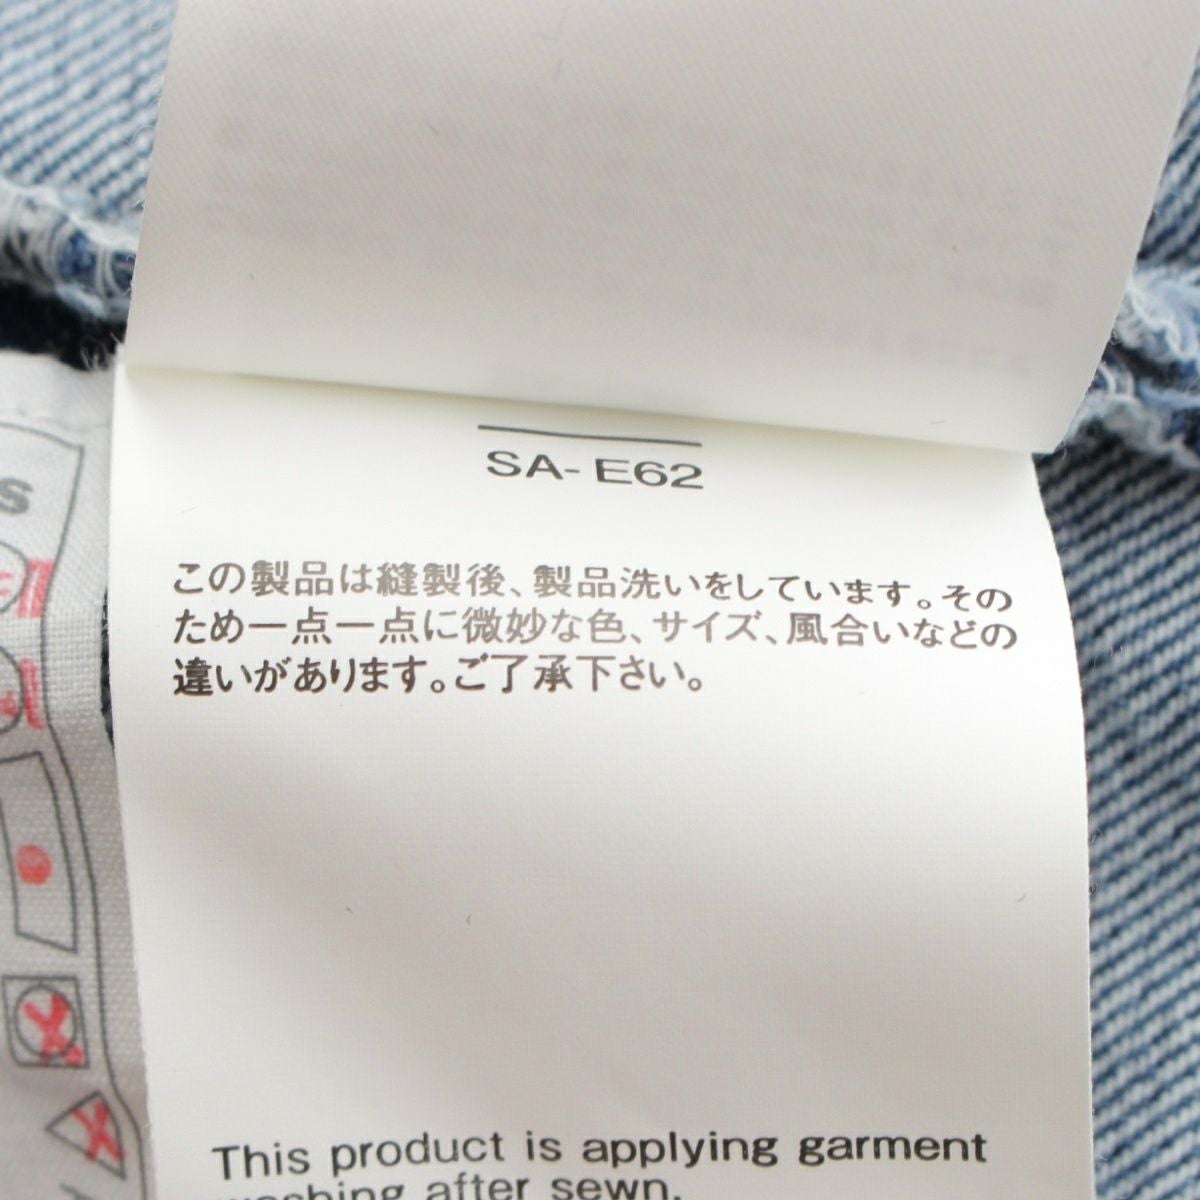 SA-E62
この製品は縫製後、製品洗いをしています。その
ため一点一点に微妙な色、サイズ、風合いなどの
違いがあります。ご了承下さい。
This product is applying garment
washing after sewn.
s